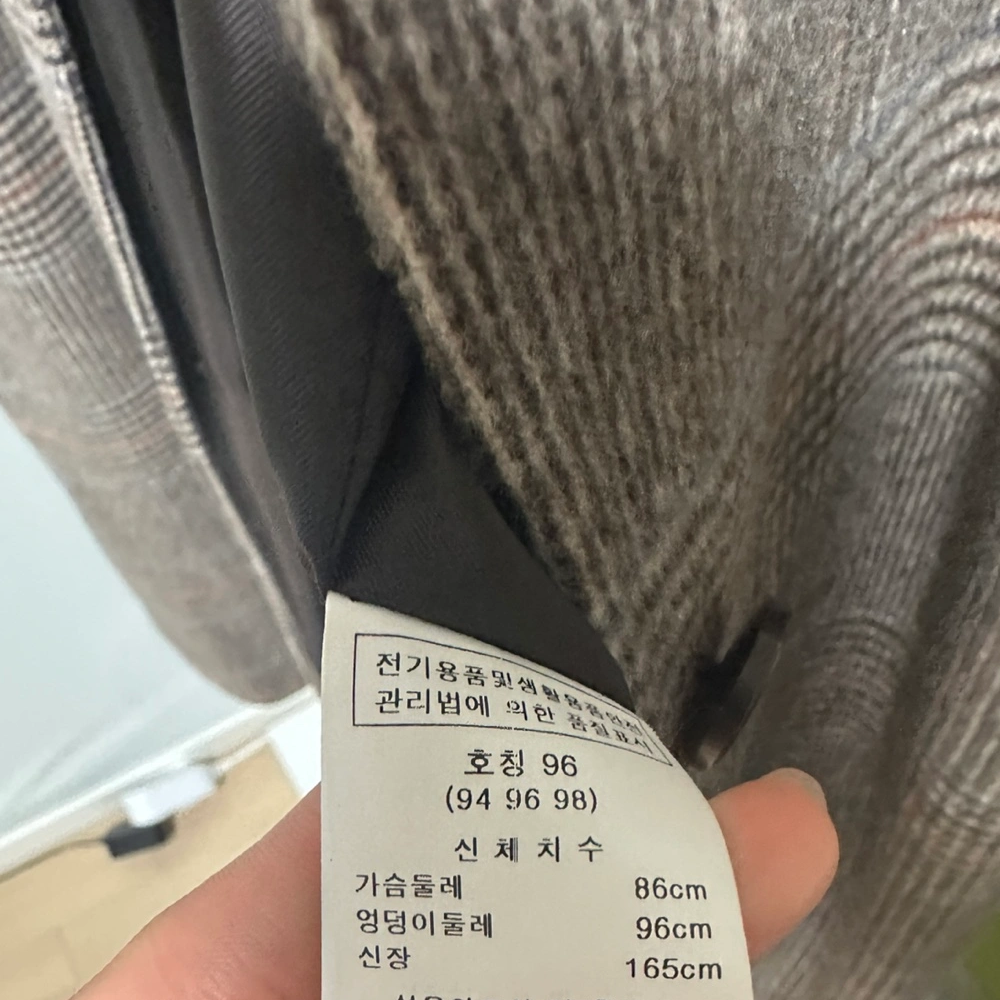 전기용품및생활용품안전
관리법에 의한 품질표시
호칭 96
(94 96 98)
신체치수
가슴둘레 86cm
엉덩이둘레 96cm
신장 165cm